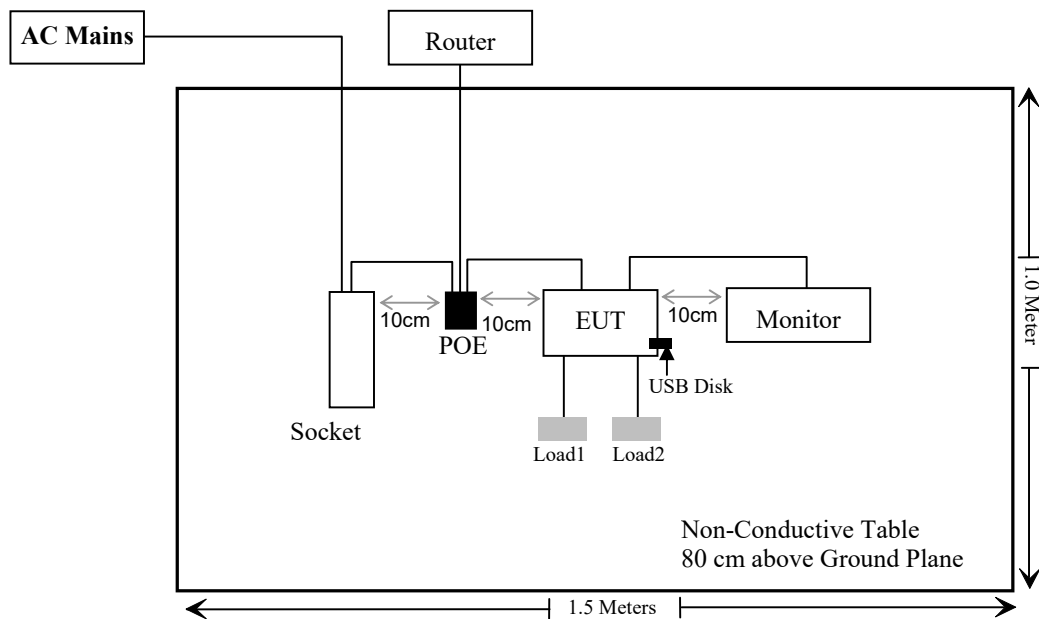 AC Mains
Router
10cm
10cm
10cm
EUT
Monitor
POE
USB Disk
Socket
Load1
Load2
1.0 Meter
Non-Conductive Table
80 cm above Ground Plane
1.5 Meters